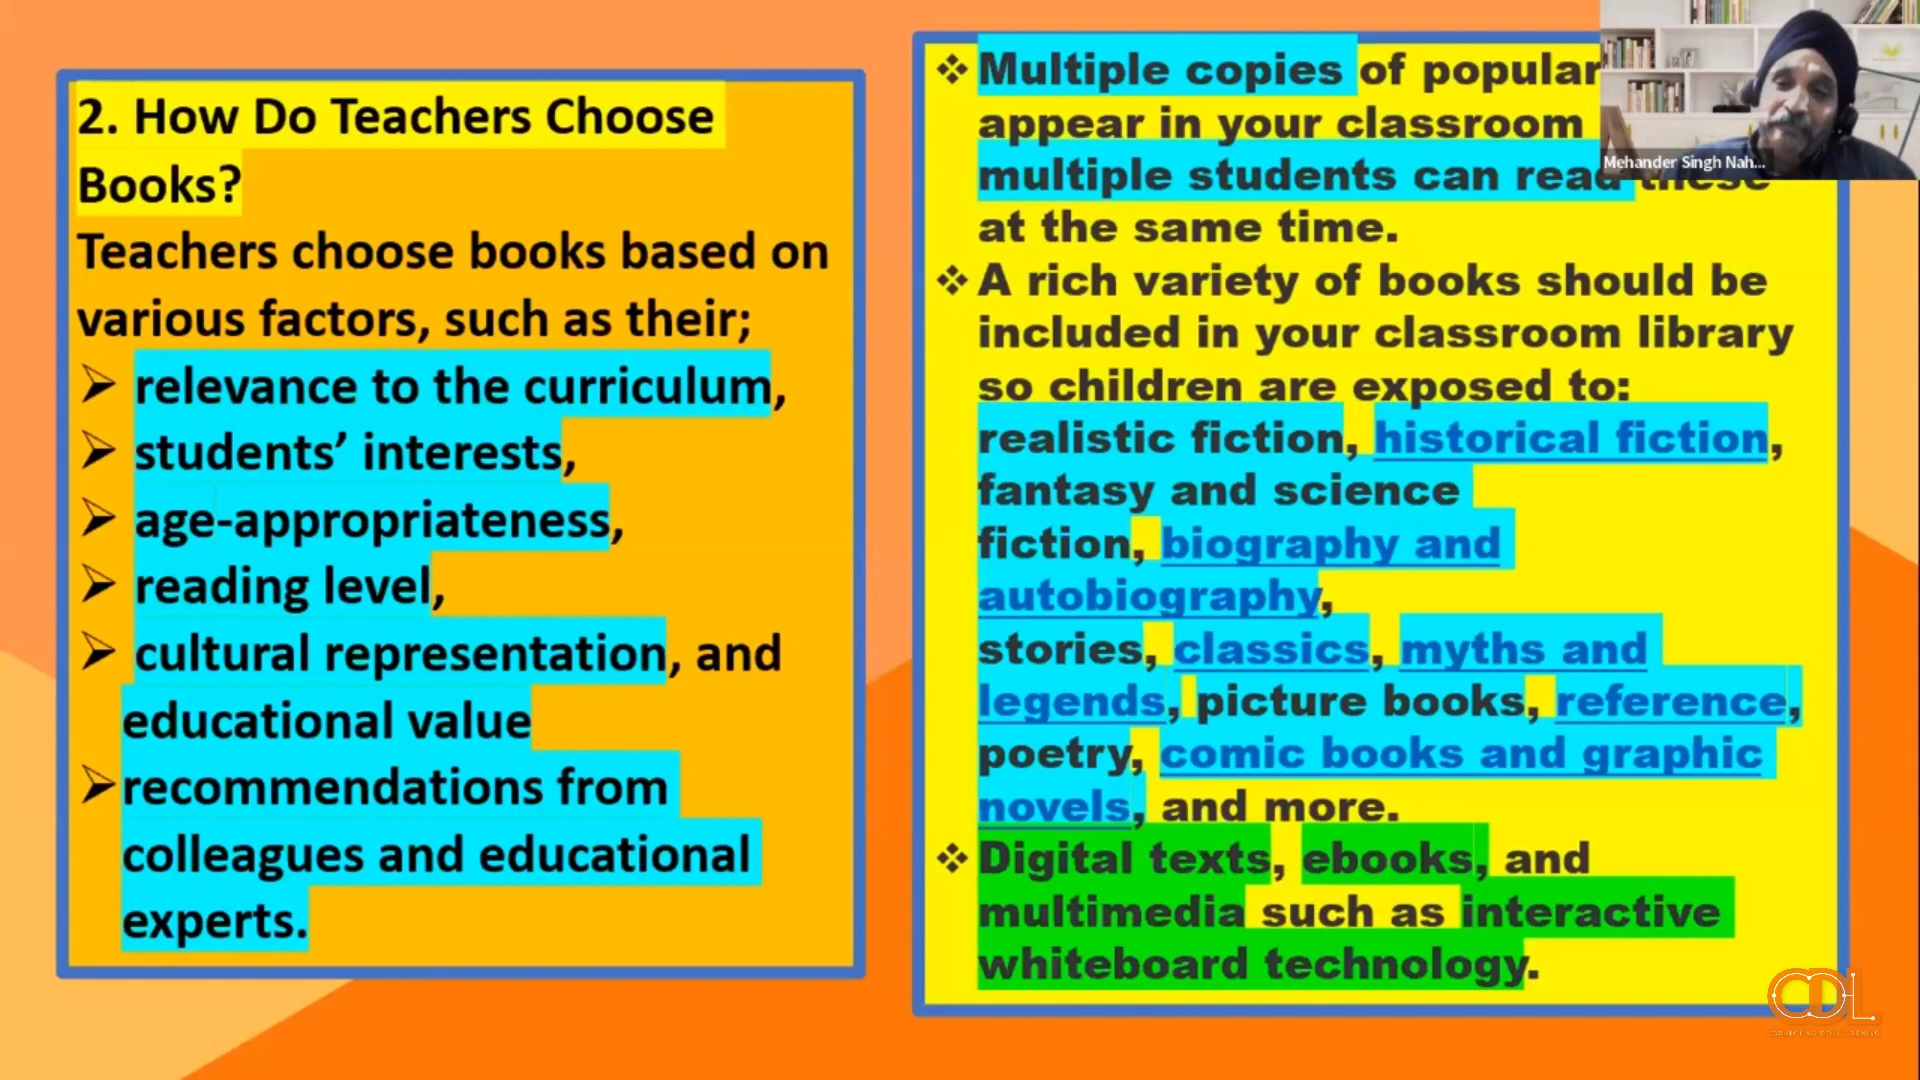 2. How Do Teachers Choose
Books?
Teachers choose books based on
various factors, such as their;
relevance to the curriculum,
students’ interests,
age-appropriateness,
reading level,
cultural representation, and
educational value
recommendations from
colleagues and educational
experts.
Multiple copies of popular
appear in your classroom
multiple students can read these
at the same time.
A rich variety of books should be
included in your classroom library
so children are exposed to:
realistic fiction, historical fiction,
fantasy and science
fiction, biography and
autobiography,
stories, classics, myths and
legends, picture books, reference,
poetry, comic books and graphic
novels, and more.
Digital texts, ebooks, and
multimedia such as interactive
whiteboard technology.
Mehander Singh Nah...
CDL